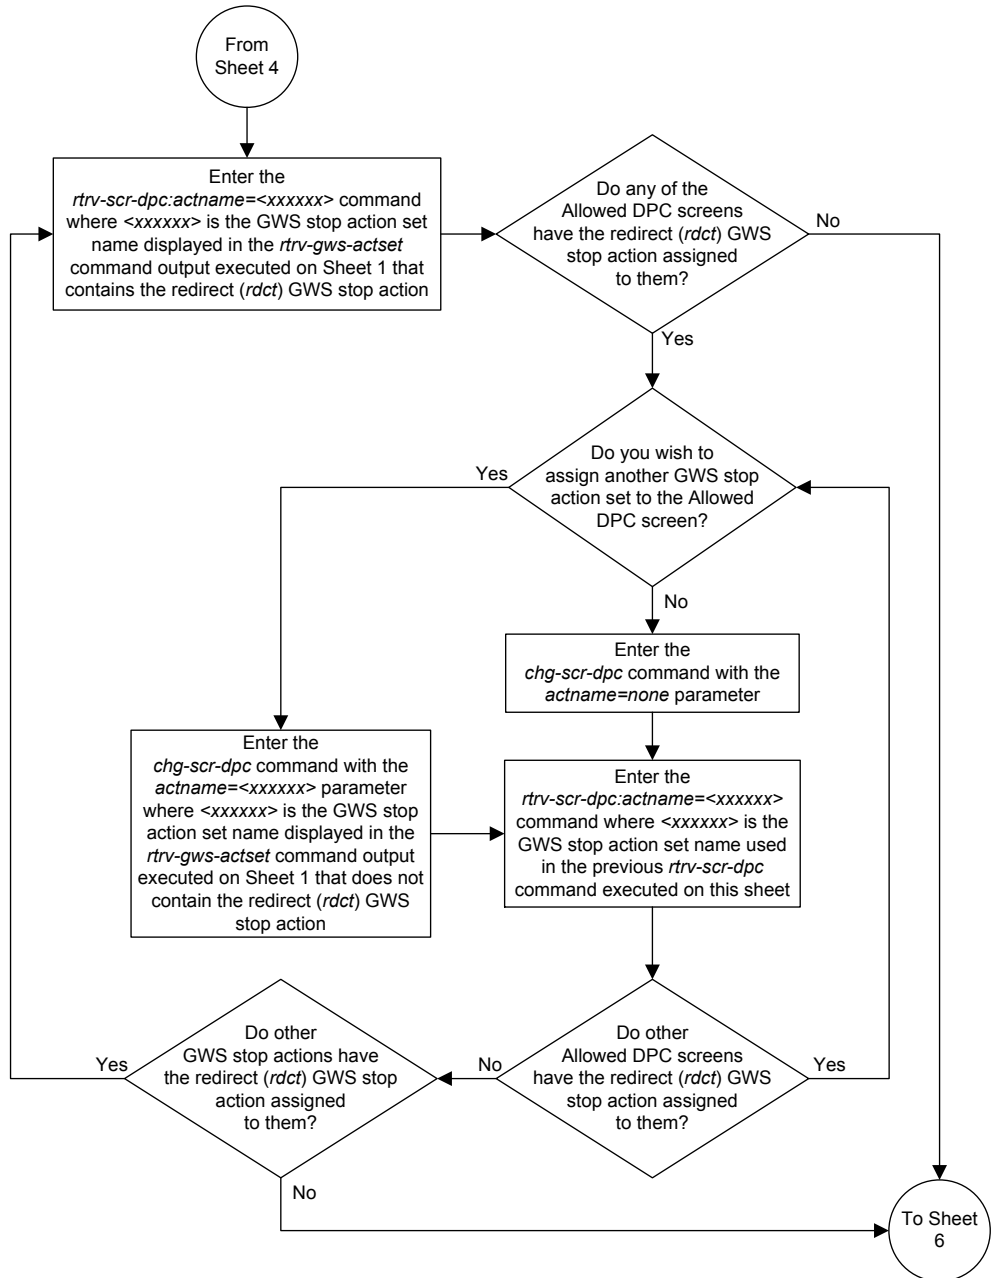 From
Sheet 4
Enter the
rtrv-scr-dpc:actname=<xxxxxx> command
where <xxxxxx> is the GWS stop action set
name displayed in the rtrv-gws-actset
command output executed on Sheet 1 that
contains the redirect (rdct) GWS stop action
Do any of the
Allowed DPC screens
have the redirect (rdct) GWS
stop action assigned
to them?
No
Yes
Do you wish to
assign another GWS stop
action set to the Allowed
DPC screen?
Yes
No
Enter the
chg-scr-dpc command with the
actname=none parameter
Enter the
chg-scr-dpc command with the
actname=<xxxxxx> parameter
where <xxxxxx> is the GWS stop
action set name displayed in the
rtrv-gws-actset command output
executed on Sheet 1 that does not
contain the redirect (rdct) GWS
stop action
Enter the
rtrv-scr-dpc:actname=<xxxxxx>
command where <xxxxxx> is the
GWS stop action set name used
in the previous rtrv-scr-dpc
command executed on this sheet
Do other
Allowed DPC screens
have the redirect (rdct) GWS
stop action assigned
to them?
Yes
No
Do other
GWS stop actions have
the redirect (rdct) GWS stop
action assigned
to them?
Yes
No
To Sheet
6